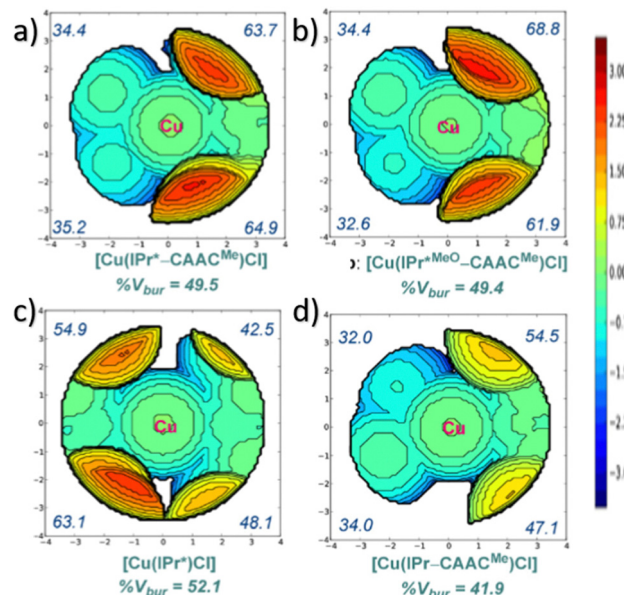 a)
34.4 63.7
Cu
35.2 64.9
[Cu(IPr*–CAAC^Me)Cl]
%V_bur = 49.5
b)
34.4 68.8
Cu
32.6 61.9
: [Cu(IPr*^MeO–CAAC^Me)Cl]
%V_bur = 49.4
c)
54.9 42.5
Cu
63.1 48.1
[Cu(IPr*)Cl]
%V_bur = 52.1
d)
32.0 54.5
Cu
34.0 47.1
[Cu(IPr–CAAC^Me)Cl]
%V_bur = 41.9
3.00
2.25
1.50
0.75